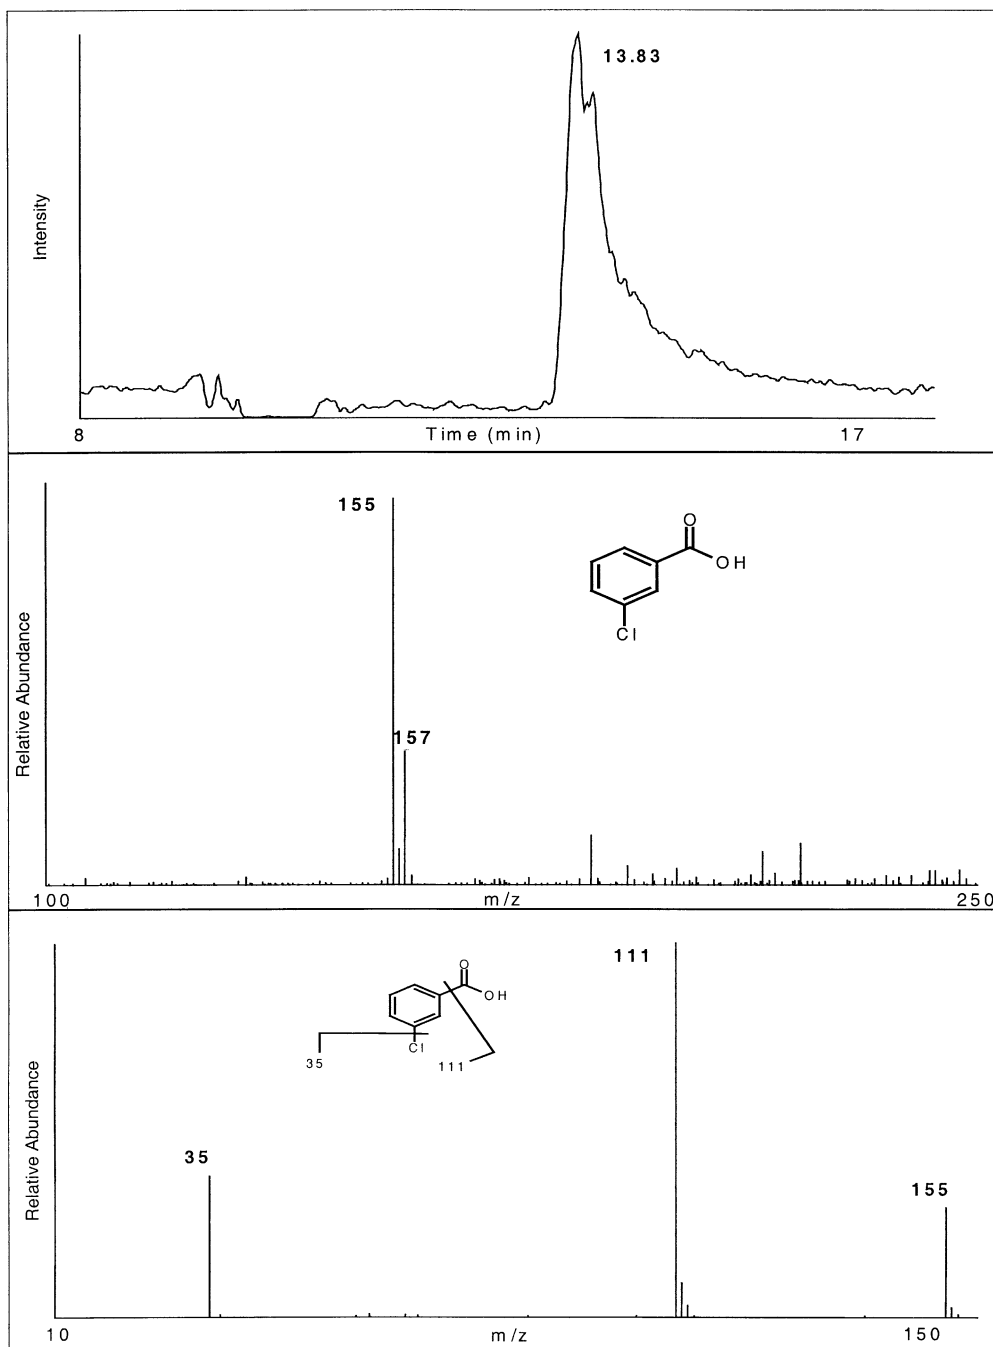 13.83
Intensity
8 Time (min) 17
155
O
OH
Cl
157
Relative Abundance
100 m/z 250
111
O
OH
Cl
35
111
35
155
Relative Abundance
10 m/z 150